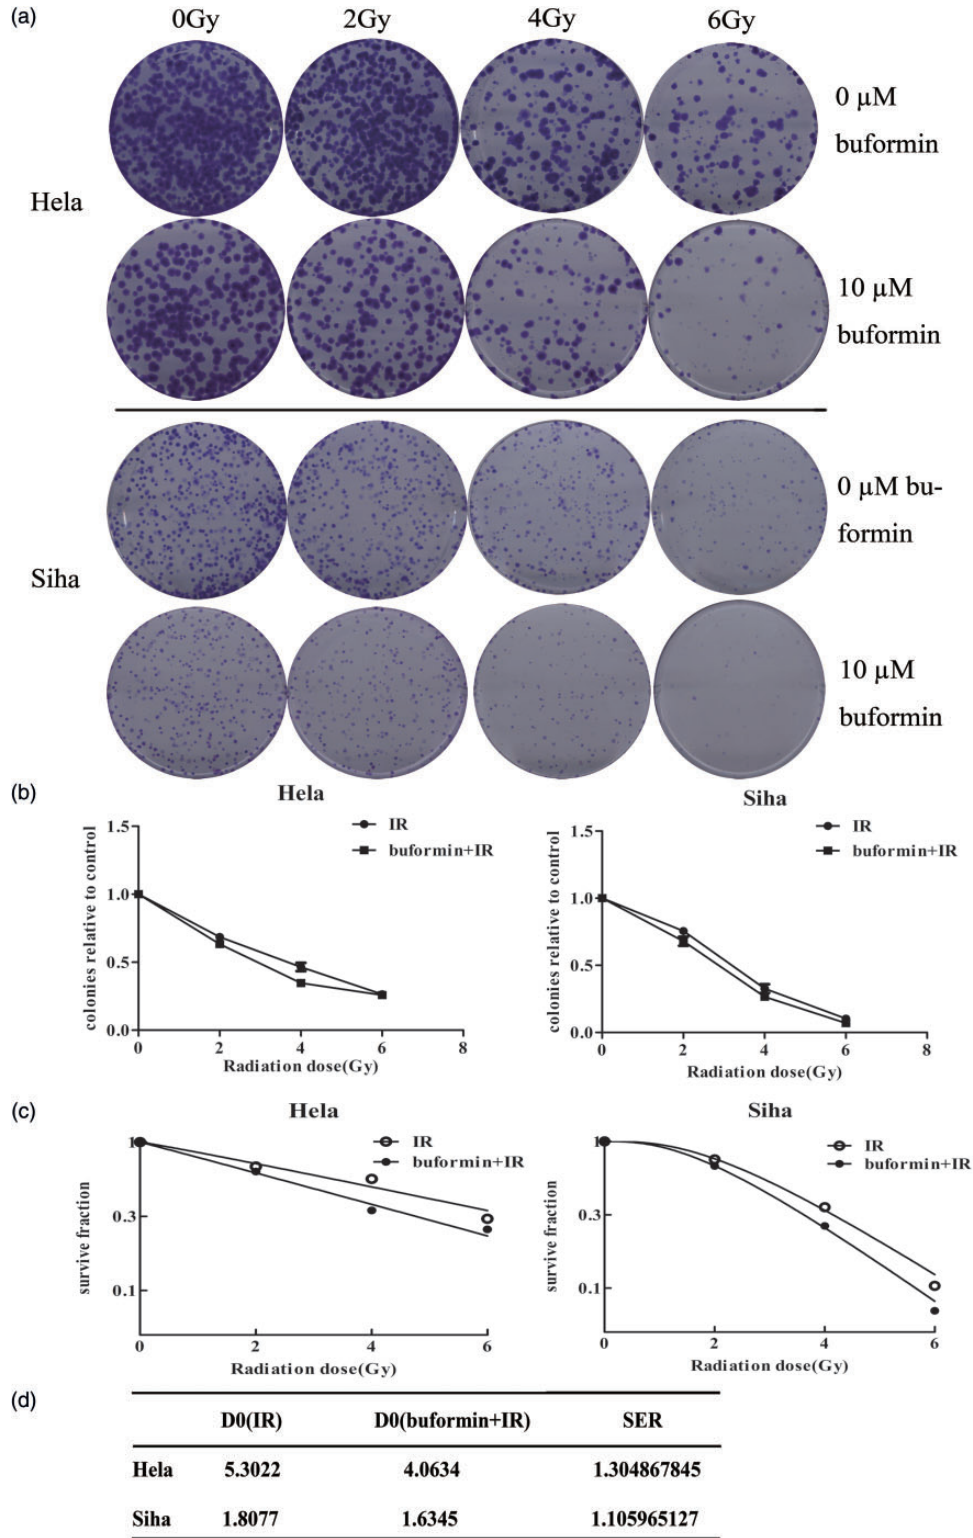 (a)
0Gy 2Gy 4Gy 6Gy
0 µM
buformin
Hela
10 µM
buformin
0 µM bu-
formin
Siha
10 µM
buformin
(b)
Hela
IR
buformin+IR
colonies relative to control
1.5
1.0
0.5
0.0
0 2 4 6 8
Radiation dose(Gy)
Siha
IR
buformin+IR
colonies relative to control
1.5
1.0
0.5
0.0
0 2 4 6 8
Radiation dose(Gy)
(c)
Hela
IR
buformin+IR
survive fraction
1
0.3
0.1
0 2 4 6
Radiation dose(Gy)
Siha
IR
buformin+IR
survive fraction
1
0.3
0.1
0 2 4 6
Radiation dose(Gy)
(d)
D0(IR) D0(buformin+IR) SER
Hela 5.3022 4.0634 1.304867845
Siha 1.8077 1.6345 1.105965127